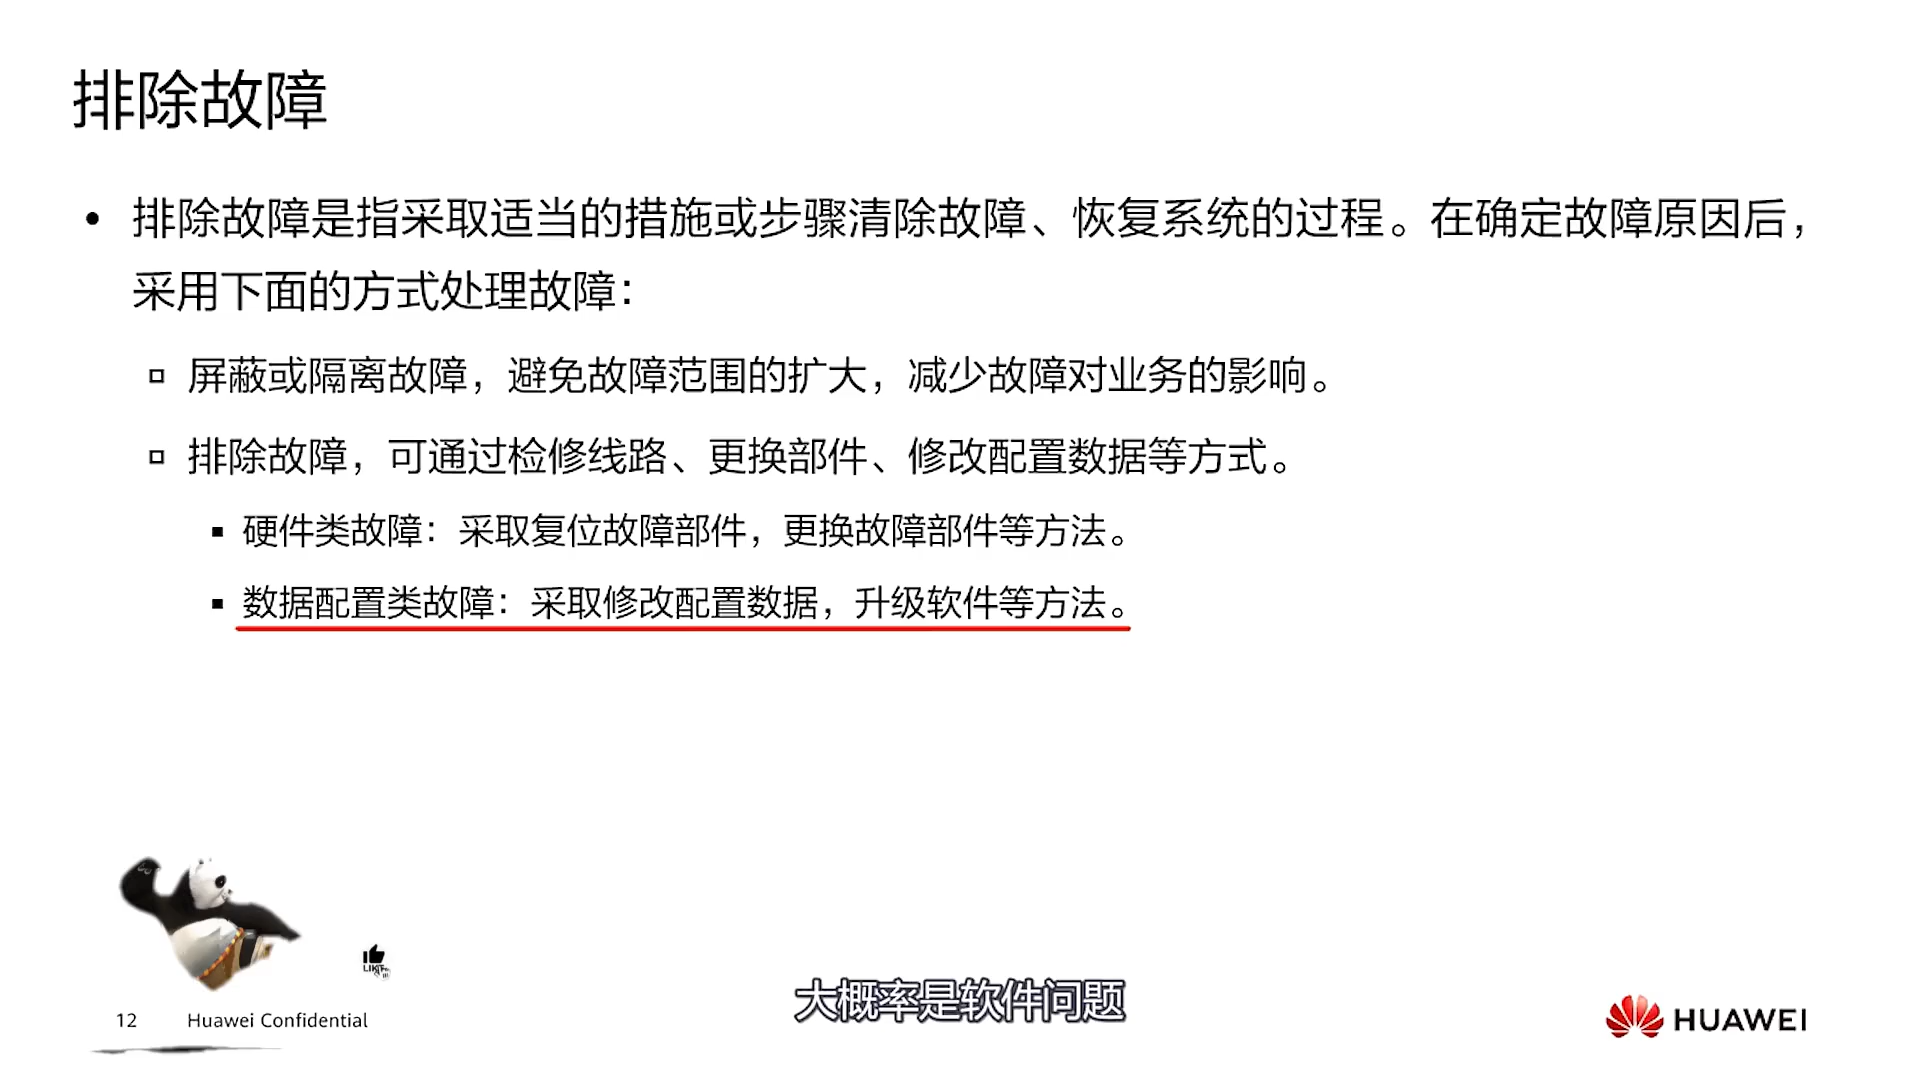 排除故障
• 排除故障是指采取适当的措施或步骤清除故障、恢复系统的过程。在确定故障原因后，
采用下面的方式处理故障：
▫ 屏蔽或隔离故障，避免故障范围的扩大，减少故障对业务的影响。
▫ 排除故障，可通过检修线路、更换部件、修改配置数据等方式。
▪ 硬件类故障：采取复位故障部件，更换故障部件等方法。
▪ 数据配置类故障：采取修改配置数据，升级软件等方法。
大概率是软件问题
12 Huawei Confidential
HUAWEI